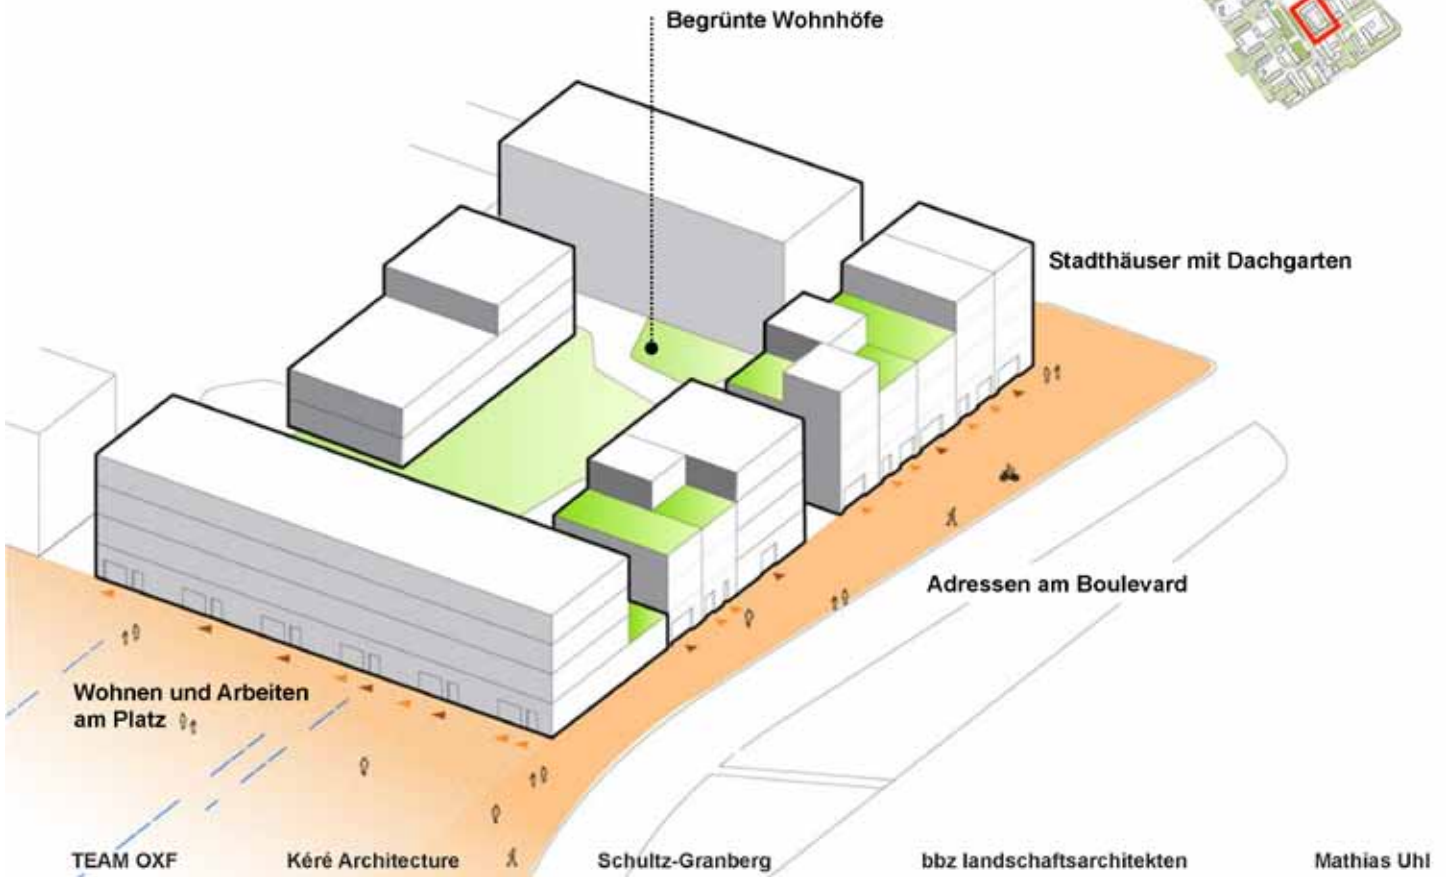 Begrünte Wohnhöfe
Stadthäuser mit Dachgarten
Adressen am Boulevard
Wohnen und Arbeiten
am Platz
TEAM OXF Kéré Architecture Schultz-Granberg bbz landschaftsarchitekten Mathias Uhl